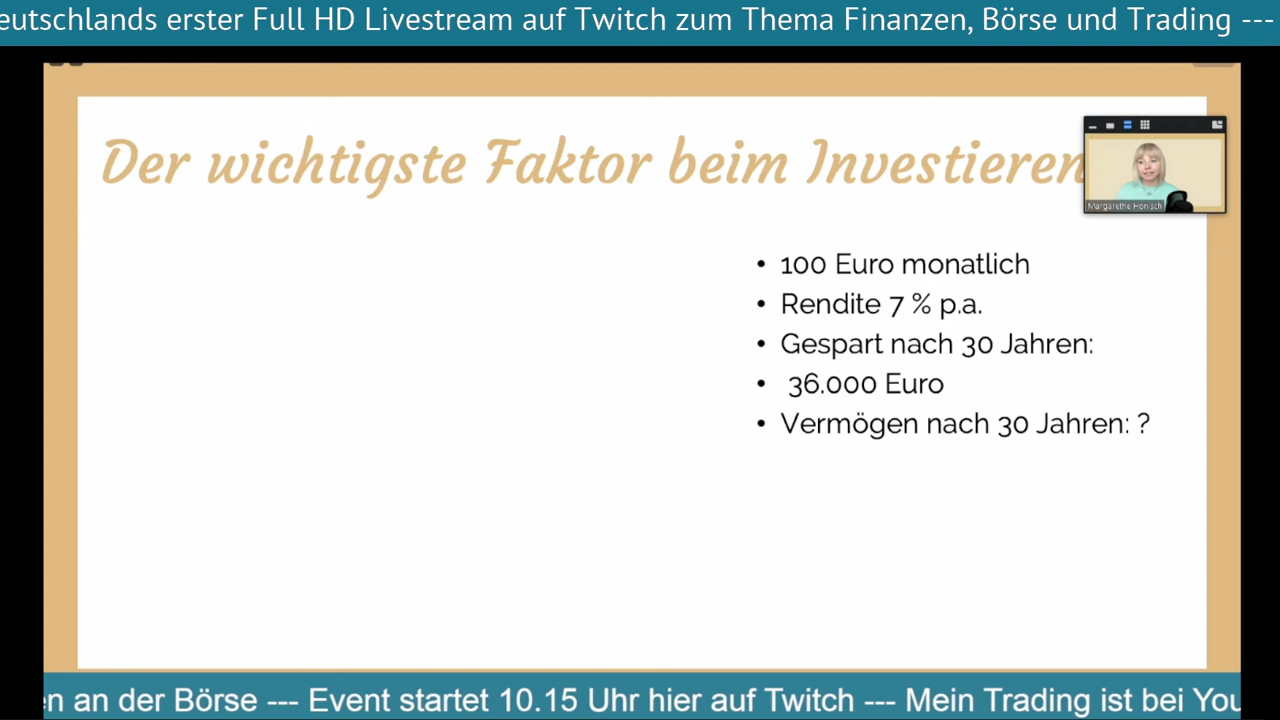 eutschlands erster Full HD Livestream auf Twitch zum Thema Finanzen, Börse und Trading ---
Der wichtigste Faktor beim Investieren
Margarethe Honisch
• 100 Euro monatlich
• Rendite 7 % p.a.
• Gespart nach 30 Jahren:
• 36.000 Euro
• Vermögen nach 30 Jahren: ?
en an der Börse --- Event startet 10.15 Uhr hier auf Twitch --- Mein Trading ist bei You